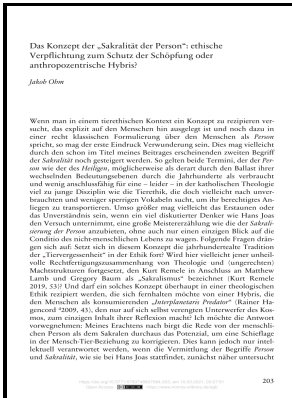 Das Konzept der „Sakralität der Person“: ethische
Verpflichtung zum Schutz der Schöpfung oder
anthropozentrische Hybris?
Jakob Ohm
Wenn man in einem tierethischen Kontext ein Konzept zu rezipieren ver-
sucht, das explizit auf den Menschen hin ausgelegt ist und noch dazu in
einer recht klassischen Formulierung über den Menschen als Person
spricht, so mag der erste Eindruck Verwunderung sein. Dies mag vielleicht
durch den schon im Titel meines Beitrages erscheinenden zweiten Begriff
der Sakralität noch gesteigert werden. So gelten beide Termini, der der Per-
son wie der des Heiligen, möglicherweise als derart durch den Ballast ihrer
wechselnden Bedeutungsebenen durch die Jahrhunderte als verbraucht
und wenig anschlussfähig für eine – leider – in der katholischen Theologie
viel zu junge Disziplin wie die Tierethik, die doch vielleicht nach unver-
brauchten und weniger sperrigen Vokabeln sucht, um ihr berechtigtes An-
liegen zu transportieren. Umso größer mag vielleicht das Erstaunen oder
das Unverständnis sein, wenn ein viel diskutierter Denker wie Hans Joas
den Versuch unternimmt, eine große Meistererzählung wie die der Sakrali-
sierung der Person anzubieten, ohne auch nur einen einzigen Blick auf die
Conditio des nicht-menschlichen Lebens zu wagen. Folgende Fragen drän-
gen sich auf: Setzt sich in diesem Konzept die jahrhundertealte Tradition
der „Tiervergessenheit“ in der Ethik fort? Wird hier vielleicht jener unheil-
volle Rechtfertigungszusammenhang von Theologie und (ungerechten)
Machtstrukturen fortgesetzt, den Kurt Remele in Anschluss an Matthew
Lamb und Gregory Baum als „Sakralismus“ bezeichnet (Kurt Remele
2019, 53)? Und darf ein solches Konzept überhaupt in einer theologischen
Ethik rezipiert werden, die sich fernhalten möchte von einer Hybris, die
den Menschen als konsumierenden „Interplanetaris Prodans“ (Rainer Ha-
gencord ⁴2009, 43), den nur auf sich selbst verengten Unterwerfer des Kos-
mos, zum einzigen Inhalt ihrer Reflexion macht? Ich möchte die Antwort
vorwegnehmen: Meines Erachtens nach birgt die Rede von der menschli-
chen Person als dem Sakralen durchaus das Potenzial, um eine Schieflage
in der Mensch-Tier-Beziehung zu korrigieren. Dies kann jedoch nur intel-
lektuell verantwortet werden, wenn die Vermittlung der Begriffe Person
und Sakralität, wie sie bei Hans Joas stattfindet, zunächst näher untersucht
203